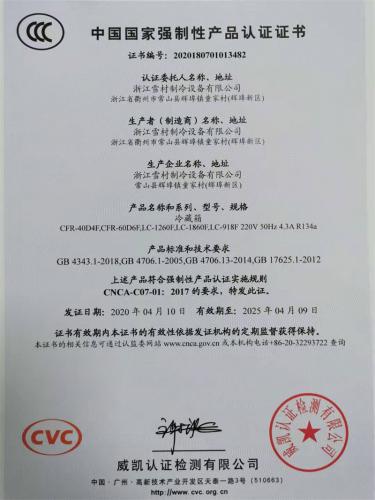 CCC
中国国家强制性产品认证证书
证书编号：2020180701013482
认证委托人名称、地址
浙江雪村制冷设备有限公司
浙江省衢州市常山县辉埠镇童家村(辉埠新区)
生产者（制造商）名称、地址
浙江雪村制冷设备有限公司
浙江省衢州市常山县辉埠镇童家村(辉埠新区)
生产企业名称、地址
浙江雪村制冷设备有限公司
常山县辉埠镇童家村(辉埠新区)
产品名称和系列、型号、规格
冷藏箱
CFR-40D4F,CFR-60D6F,LC-1260F,LC-1860F,LC-918F 220V 50Hz 4.3A R134a
产品标准和技术要求
GB 4343.1-2018,GB 4706.1-2005,GB 4706.13-2014,GB 17625.1-2012
上述产品符合强制性产品认证实施规则
CNCA-C07-01：2017 的要求，特发此证。
发证日期：2020 年 04 月 10 日 有效期至：2025 年 04 月 09 日
证书有效期内本证书的有效性依据发证机构的定期监督获得保持。
本证书的相关信息可通过认监委网站 www.cnca.gov.cn 或本机构电话+86-20-32293722 查询
CVC
威凯认证检测有限公司
威凯认证检测有限公司
中国·广州·高新技术产业开发区天泰一路3号（510663）
http://www.cvc.org.cn